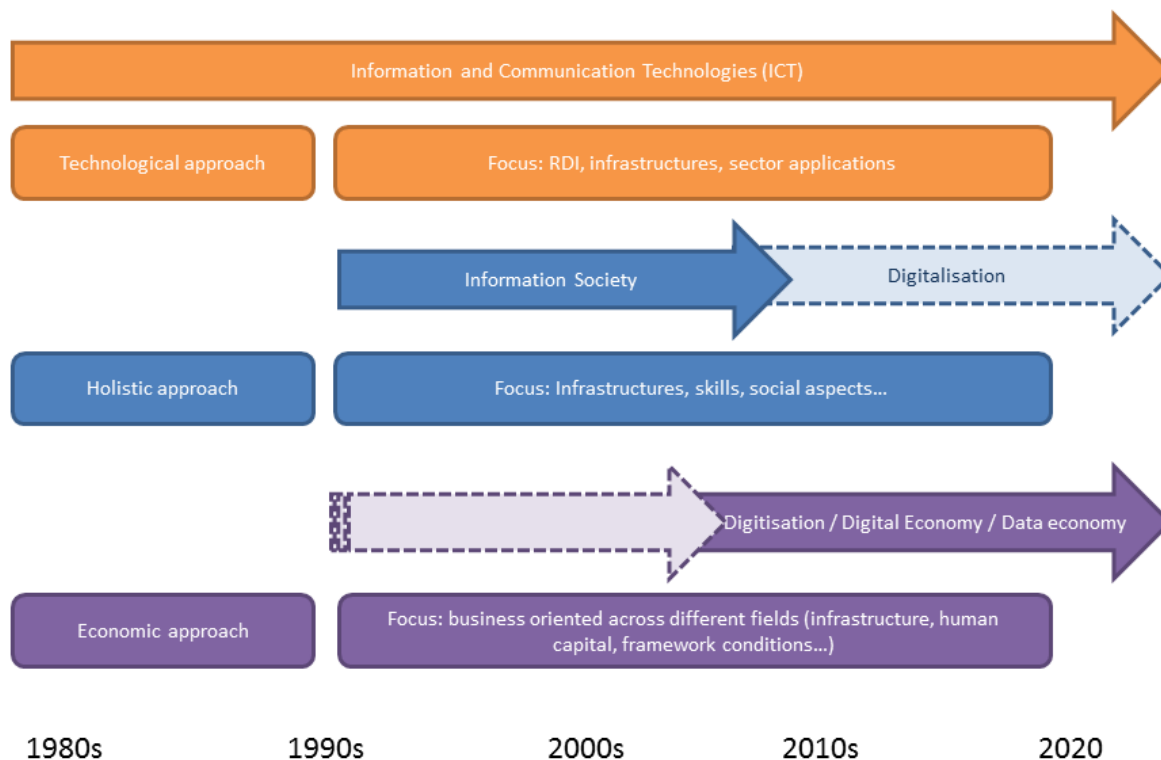 Information and Communication Technologies (ICT)
Technological approach
Focus: RDI, infrastructures, sector applications
Information Society
Digitalisation
Holistic approach
Focus: Infrastructures, skills, social aspects...
Digitisation / Digital Economy / Data economy
Economic approach
Focus: business oriented across different fields (infrastructure, human
capital, framework conditions...)
1980s 1990s 2000s 2010s 2020